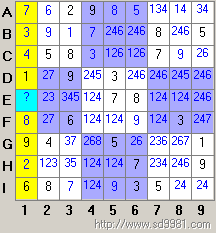 A 7 6 2 9 8 5 134 14 34
B 3 9 1 7 246 246 8 246 5
C 4 5 8 3 126 126 7 9 26
D 1 27 9 245 3 246 246 245 246
E ? 23 345 124 7 8 9 124 124
F 8 27 6 124 124 9 124 3 247
G 9 4 37 268 5 26 236 267 1
H 2 123 35 124 124 7 234 246 9
I 6 8 7 124 9 3 5 24 24
1 2 3 4 5 6 7 8 9
http://www.sd9981.com